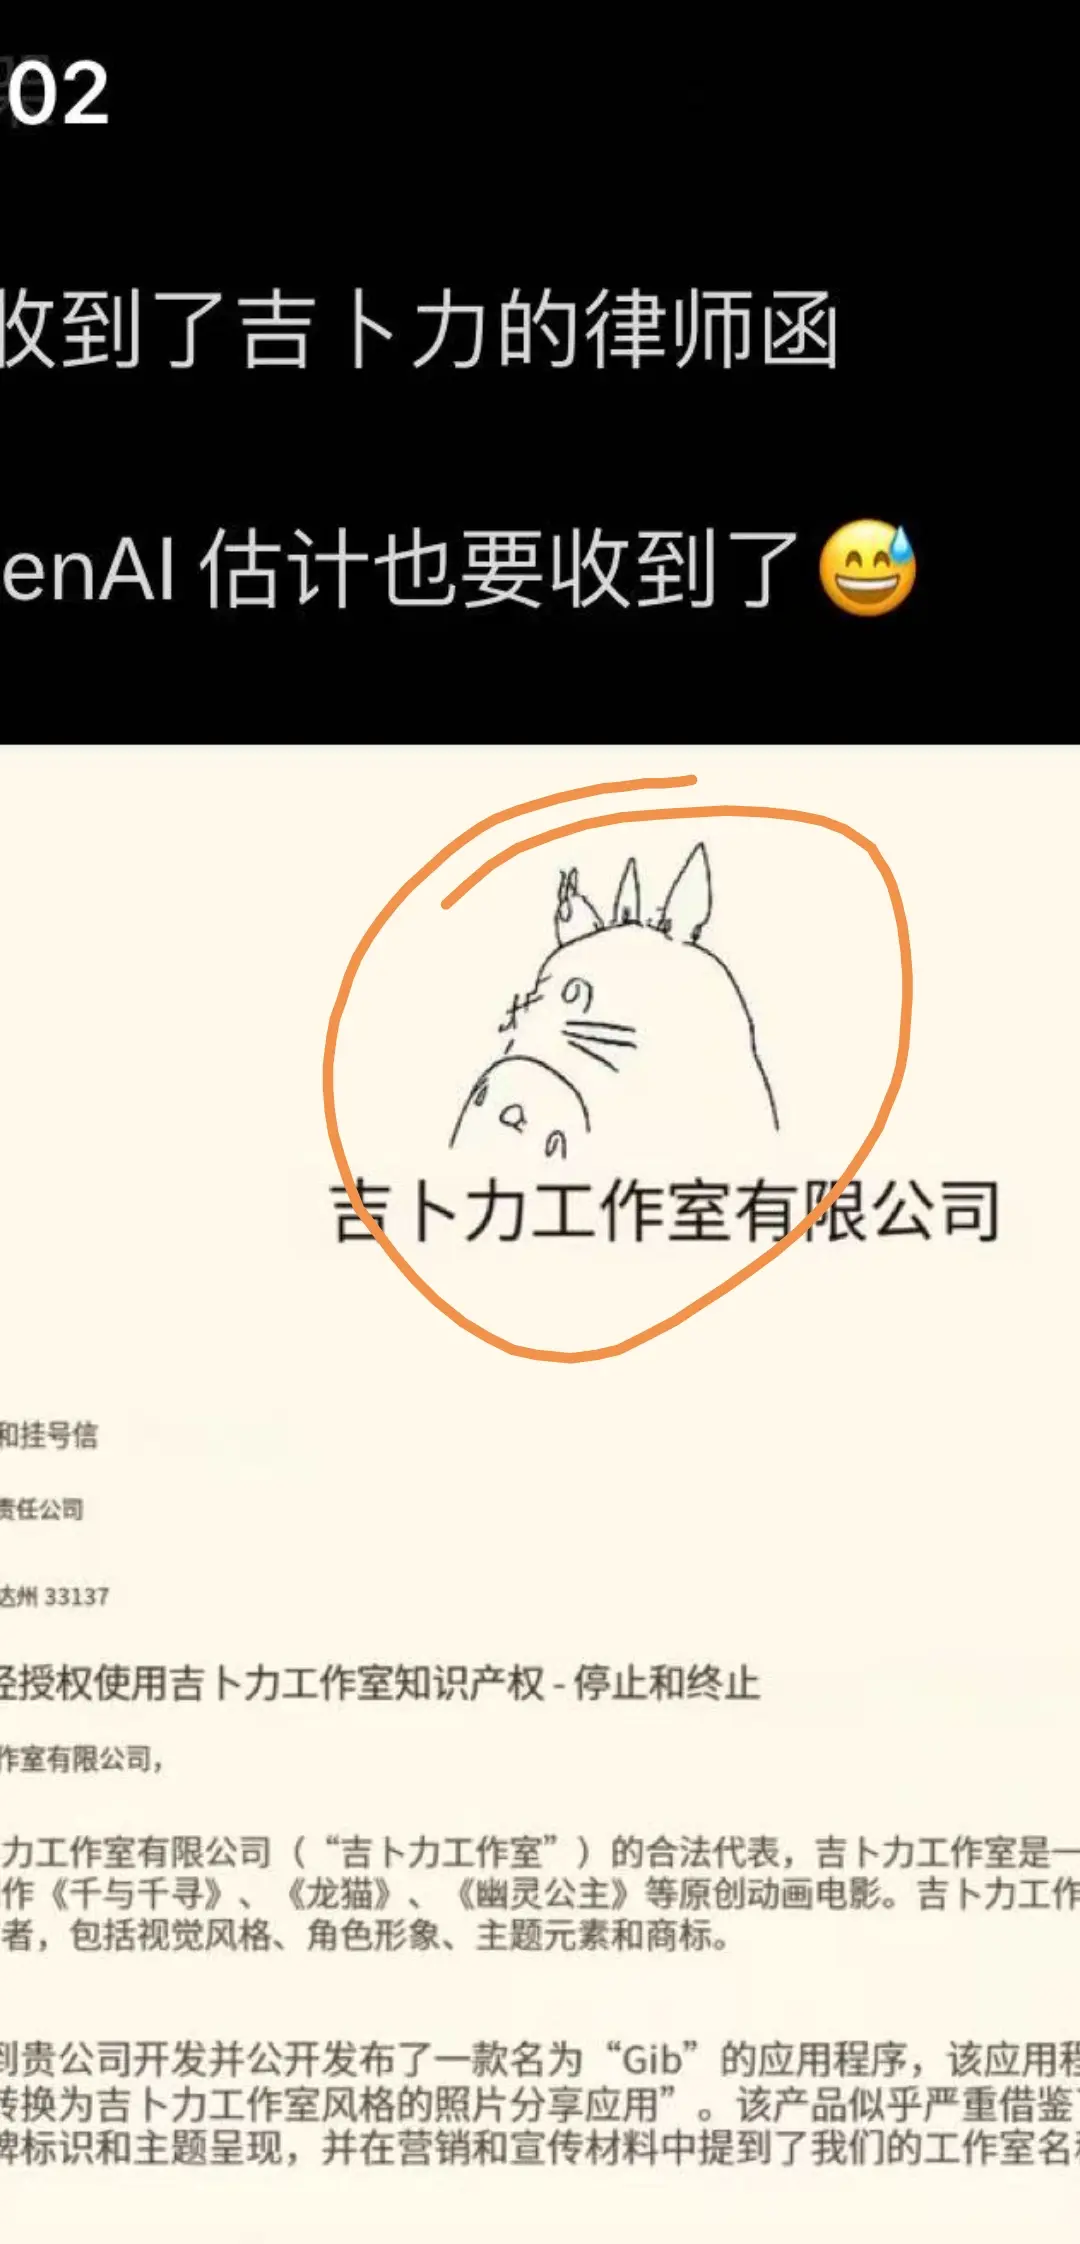 02
收到了吉卜力的律师函
enAI 估计也要收到了😅
吉卜力工作室有限公司
和挂号信
责任公司
达州 33137
经授权使用吉卜力工作室知识产权 - 停止和终止
作室有限公司，
力工作室有限公司（“吉卜力工作室”）的合法代表，吉卜力工作室是一
作《千与千寻》、《龙猫》、《幽灵公主》等原创动画电影。吉卜力工作
者，包括视觉风格、角色形象、主题元素和商标。
到贵公司开发并公开发布了一款名为“Gib”的应用程序，该应用程
转换为吉卜力工作室风格的照片分享应用”。该产品似乎严重借鉴了
牌标识和主题呈现，并在营销和宣传材料中提到了我们的工作室名称